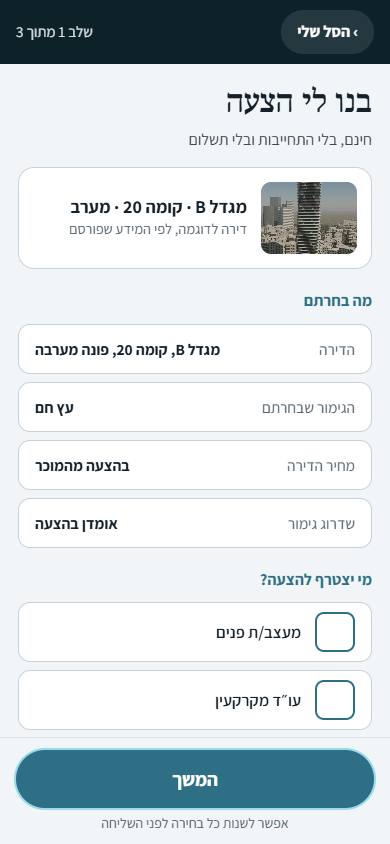 ‹ הסל שלי
שלב 1 מתוך 3
בנו לי הצעה
חינם, בלי התחייבות ובלי תשלום
מגדל B · קומה 20 · מערב
דירה לדוגמה, לפי המידע שפורסם
מה בחרתם
הדירה
מגדל B, קומה 20, פונה מערבה
הגימור שבחרתם
עץ חם
מחיר הדירה
בהצעה מהמוכר
שדרוג גימור
אומדן בהצעה
מי יצטרף להצעה?
מעצב/ת פנים
עו״ד מקרקעין
המשך
אפשר לשנות כל בחירה לפני השליחה